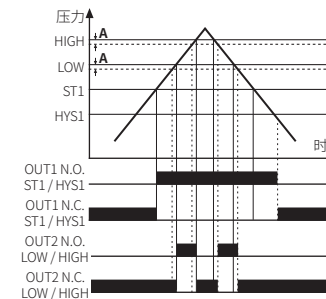 压力
HIGH
A
LOW
A
ST1
HYS1
时
OUT1 N.O.
ST1 / HYS1
OUT1 N.C.
ST1 / HYS1
OUT2 N.O.
LOW / HIGH
OUT2 N.C.
LOW / HIGH